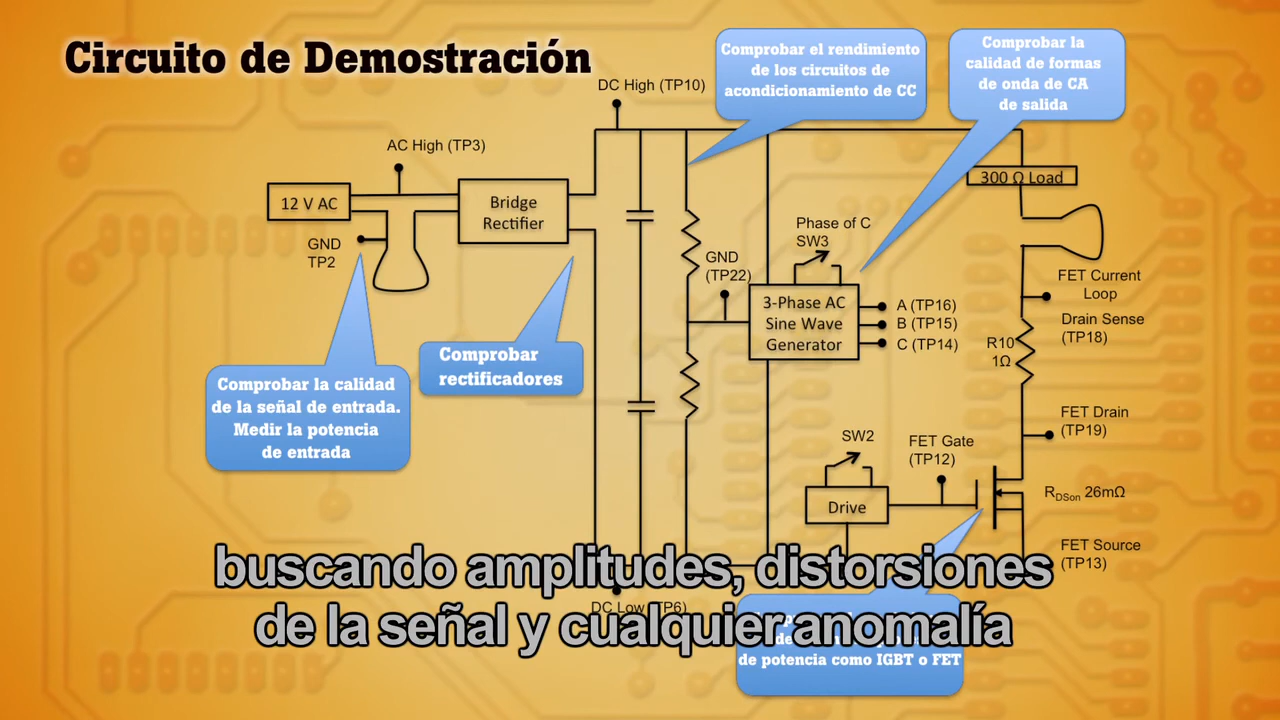 Circuito de Demostración
Comprobar el rendimiento
de los circuitos de
acondicionamiento de CC
Comprobar la
calidad de formas
de onda de CA
de salida
DC High (TP10)
AC High (TP3)
12 V AC
Bridge
Rectifier
GND
TP2
300 Ω Load
Phase of C
SW3
GND
(TP22)
3-Phase AC
Sine Wave
Generator
A (TP16)
B (TP15)
C (TP14)
FET Current
Loop
Drain Sense
(TP18)
R10
1Ω
Comprobar
rectificadores
Comprobar la calidad
de la señal de entrada.
Medir la potencia
de entrada
FET Drain
(TP19)
SW2
FET Gate
(TP12)
Drive
RDSon 26mΩ
FET Source
(TP13)
DC Low (TP6)
de potencia como IGBT o FET
buscando amplitudes, distorsiones
de la señal y cualquier anomalía